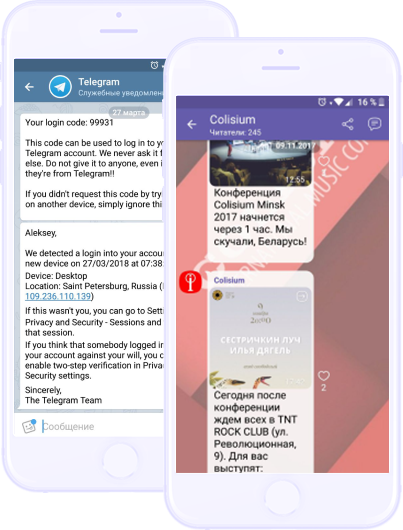 Telegram
Служебные уведомлени
27 марта
Your login code: 99931
This code can be used to log in to yo
Telegram account. We never ask it f
else. Do not give it to anyone, even i
they're from Telegram!!
If you didn't request this code by try
on another device, simply ignore this
Aleksey,
We detected a login into your accou
new device on 27/03/2018 at 07:38
Device: Desktop
Location: Saint Petersburg, Russia (
109.236.110.139)
If this wasn't you, you can go to Sett
Privacy and Security - Sessions and
that session.
If you think that somebody logged in
your account against your will, you c
enable two-step verification in Priva
Security settings.
Sincerely,
The Telegram Team
Сообщение
16 %
Colisium
Читатели: 245
09.11.2017
12:55
Конференция
Colisium Minsk
2017 начнется
через 1 час. Мы
скучали, Беларусь!
Colisium
9
ноября
СЕСТРИЧКИН ЛУЧ
ИЛЬЯ ДЯГЕЛЬ
2
Сегодня после
конференции
ждем всех в TNT
ROCK CLUB (ул.
Революционная,
9). Для вас
выступят:
MUSIC.COM